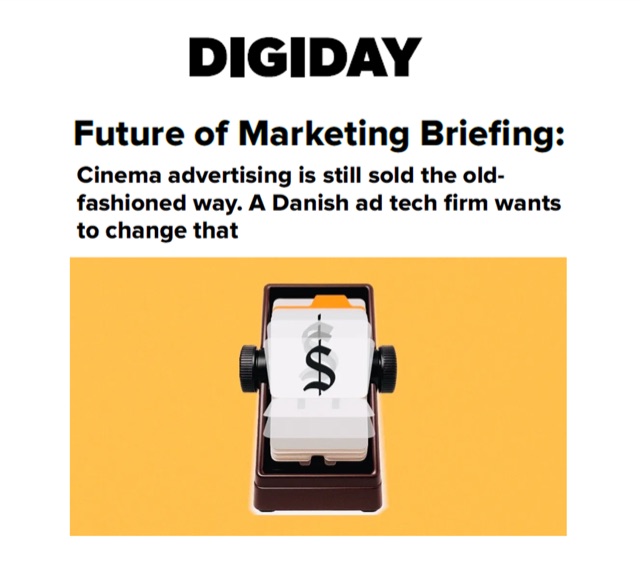 DIGIDAY
Future of Marketing Briefing:
Cinema advertising is still sold the old-
fashioned way. A Danish ad tech firm wants
to change that
$